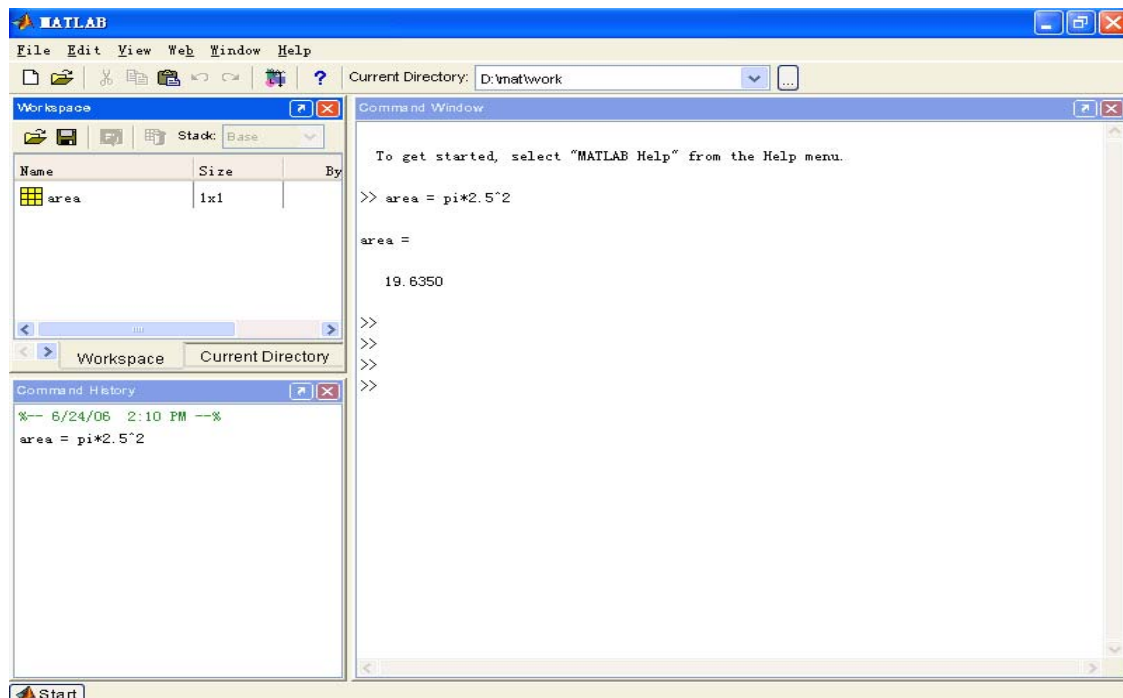 MATLAB
File Edit View Web Window Help
? Current Directory: D:\mat\work ...
Workspace
Stack: Base
Name Size By
area 1x1
Workspace Current Directory
Command History
%-- 6/24/06 2:10 PM --%
area = pi*2.5^2
Command Window
To get started, select "MATLAB Help" from the Help menu.
>> area = pi*2.5^2
area =
19.6350
>>
>>
>>
>>
Start